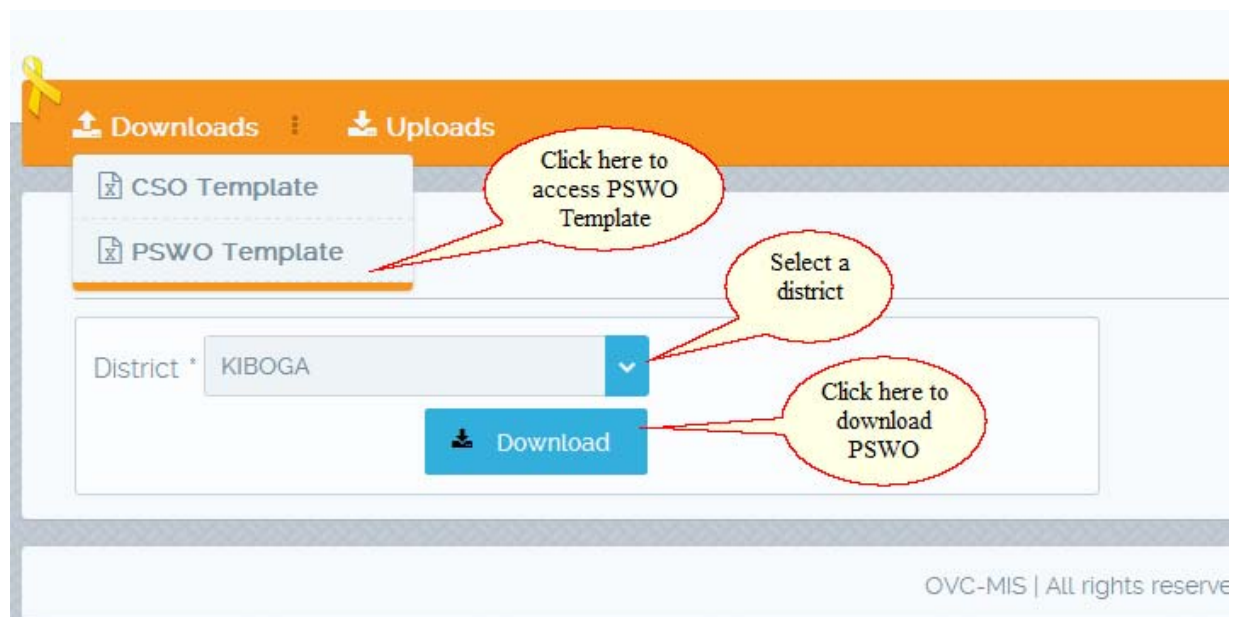 Downloads
Uploads
CSO Template
PSWO Template
Click here to
access PSWO
Template
Select a
district
District *
KIBOGA
Click here to
download
PSWO
Download
OVC-MIS | All rights reserve